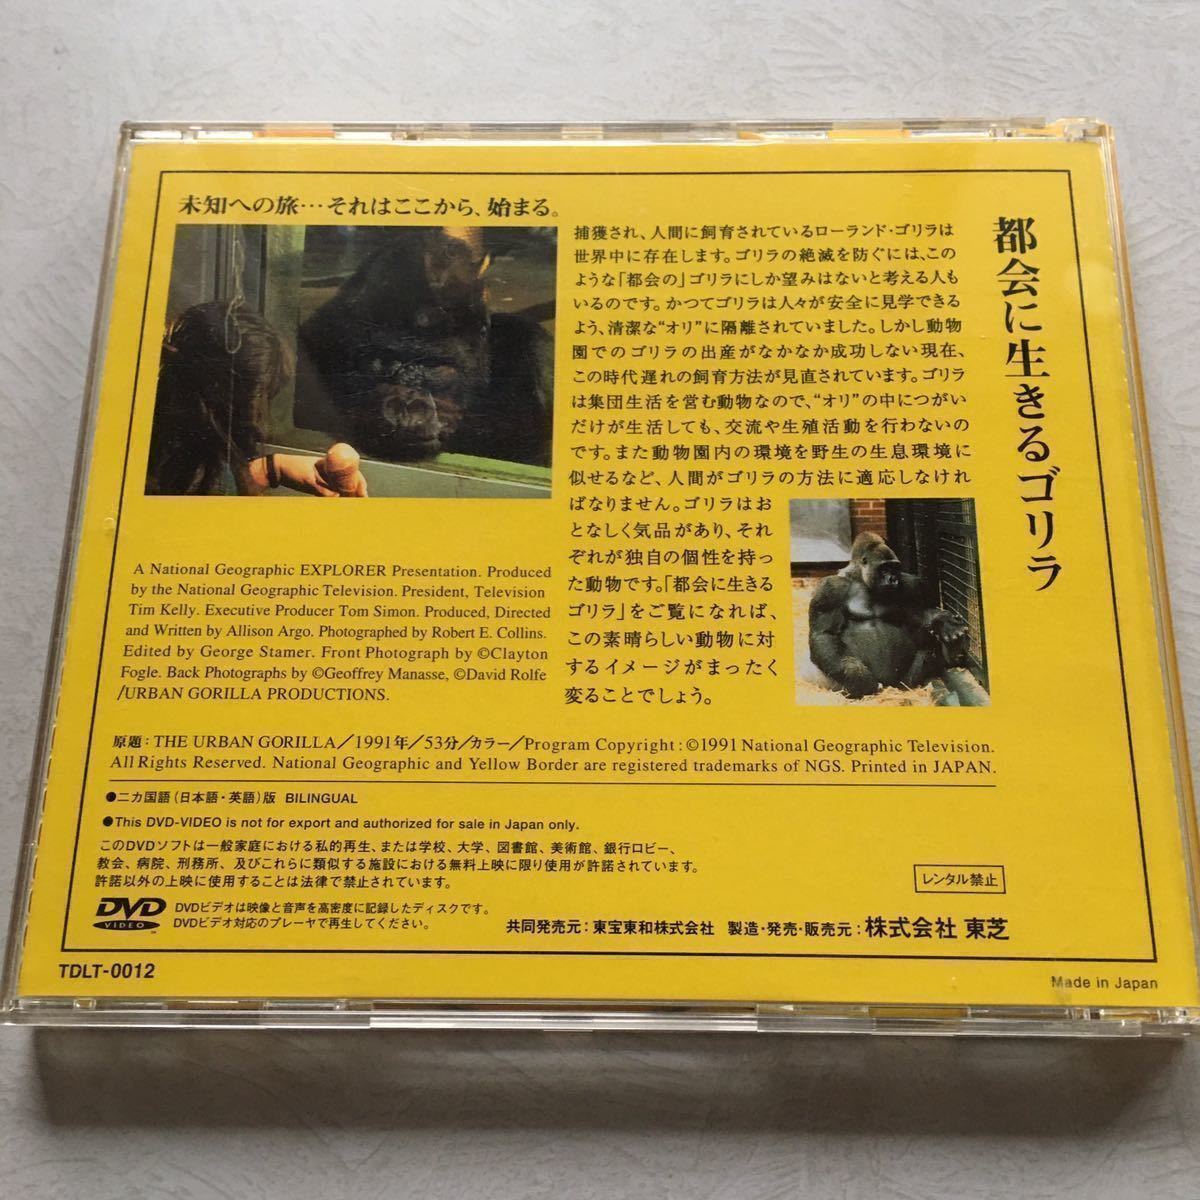 未知への旅…それはここから、始まる。
都会に生きるゴリラ
捕獲され、人間に飼育されているローランド・ゴリラは
世界中に存在します。ゴリラの絶滅を防ぐには、この
ような「都会の」ゴリラにしか望みはないと考える人も
いるのです。かつてゴリラは人々が安全に見学できる
よう、清潔な“オリ”に隔離されていました。しかし動物
園でのゴリラの出産がなかなか成功しない現在、
この時代遅れの飼育方法が見直されています。ゴリラ
は集団生活を営む動物なので、“オリ”の中につがい
だけが生活しても、交流や生殖活動を行わないの
です。また動物園内の環境を野生の生息環境に
似せるなど、人間がゴリラの方法に適応しなけれ
ばなりません。ゴリラはお
となしく気品があり、それ
ぞれが独自の個性を持っ
た動物です。「都会に生きる
ゴリラ」をご覧になれば、
この素晴らしい動物に対
するイメージがまったく
変ることでしょう。
A National Geographic EXPLORER Presentation. Produced
by the National Geographic Television. President, Television
Tim Kelly. Executive Producer Tom Simon. Produced, Directed
and Written by Allison Argo. Photographed by Robert E. Collins.
Edited by George Stamer. Front Photograph by ©Clayton
Fogle. Back Photographs by ©Geoffrey Manasse, ©David Rolfe
/URBAN GORILLA PRODUCTIONS.
原題：THE URBAN GORILLA／1991年／53分／カラー／Program Copyright：©1991 National Geographic Television.
All Rights Reserved. National Geographic and Yellow Border are registered trademarks of NGS. Printed in JAPAN.
●二カ国語（日本語・英語）版 BILINGUAL
●This DVD-VIDEO is not for export and authorized for sale in Japan only.
このDVDソフトは一般家庭における私的再生、または学校、大学、図書館、美術館、銀行ロビー、
教会、病院、刑務所、及びこれらに類似する施設における無料上映に限り使用が許諾されています。
許諾以外の上映に使用することは法律で禁止されています。
レンタル禁止
DVD VIDEO
DVDビデオは映像と音声を高密度に記録したディスクです。
DVDビデオ対応のプレーヤで再生してください。
共同発売元：東宝東和株式会社 製造・発売・販売元：株式会社 東芝
TDLT-0012
Made in Japan